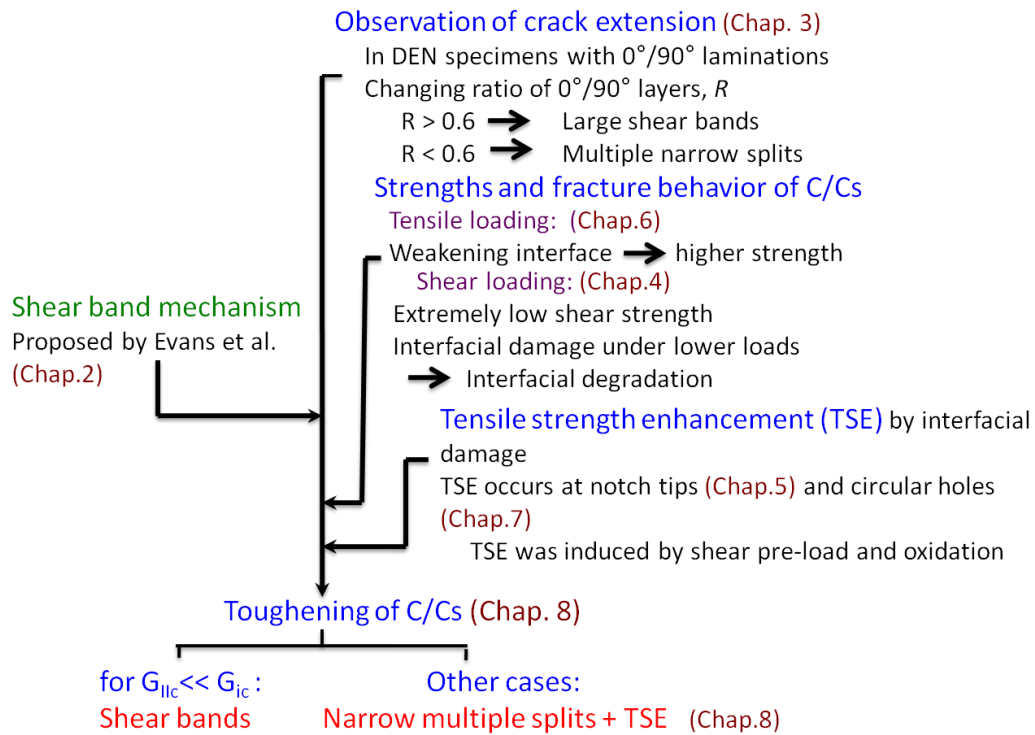 Observation of crack extension (Chap. 3)
In DEN specimens with 0°/90° laminations
Changing ratio of 0°/90° layers, R
R > 0.6 → Large shear bands
R < 0.6 → Multiple narrow splits
Strengths and fracture behavior of C/Cs
Tensile loading: (Chap.6)
Weakening interface → higher strength
Shear loading: (Chap.4)
Extremely low shear strength
Interfacial damage under lower loads
→ Interfacial degradation
Shear band mechanism
Proposed by Evans et al.
(Chap.2)
Tensile strength enhancement (TSE) by interfacial
damage
TSE occurs at notch tips (Chap.5) and circular holes
(Chap.7)
TSE was induced by shear pre-load and oxidation
Toughening of C/Cs (Chap. 8)
for G_IIc<< G_ic :
Shear bands
Other cases:
Narrow multiple splits + TSE (Chap.8)